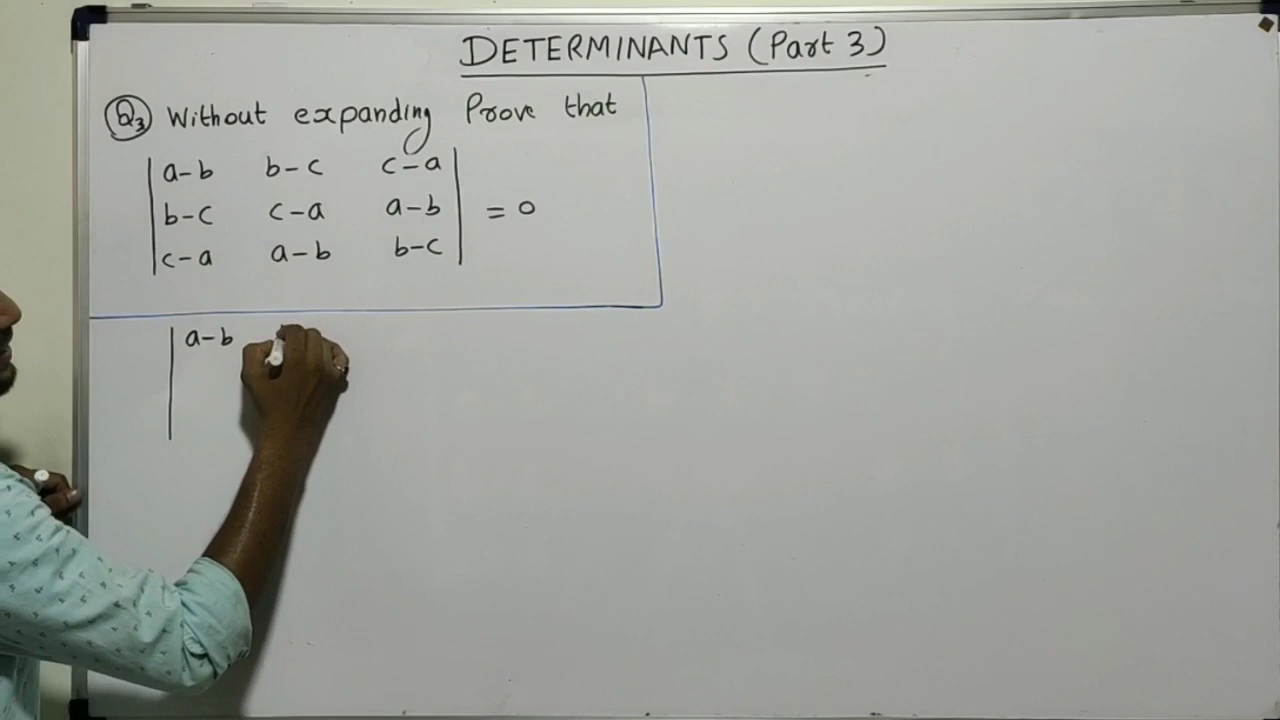 DETERMINANTS (Part 3)
Q3 Without expanding Prove that
| a-b b-c c-a |
| b-c c-a a-b | = 0
| c-a a-b b-c |
| a-b